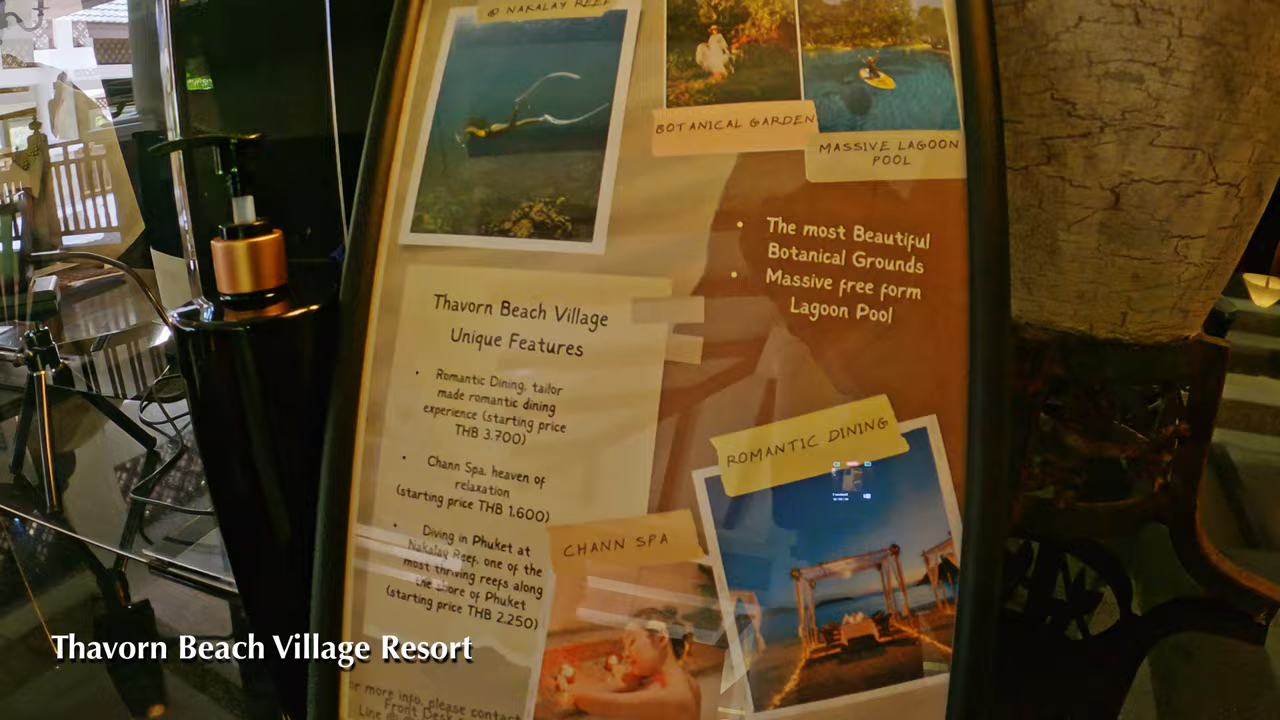 @ NAKALAY REEF
BOTANICAL GARDEN
MASSIVE LAGOON
POOL
• The most Beautiful
Botanical Grounds
• Massive free form
Lagoon Pool
Thavorn Beach Village
Unique Features
• Romantic Dining, tailor
made romantic dining
experience (starting price
THB 3,700)
• Chann Spa, heaven of
relaxation
(starting price THB 1,600)
• Diving in Phuket at
Nakalay Reef, one of the
most thriving reefs along
the shore of Phuket
(starting price THB 2,250)
ROMANTIC DINING
CHANN SPA
or more info, please contact
Front Desk
Line
Thavorn Beach Village Resort